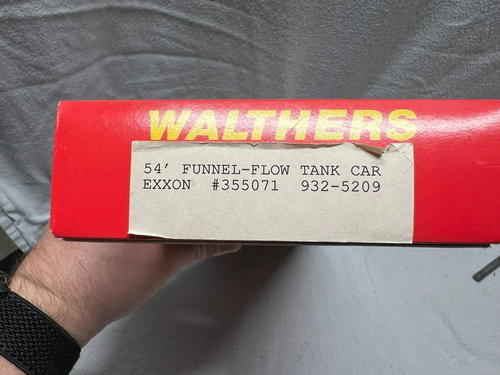 WALTHERS
54' FUNNEL-FLOW TANK CAR
EXXON #355071 932-5209